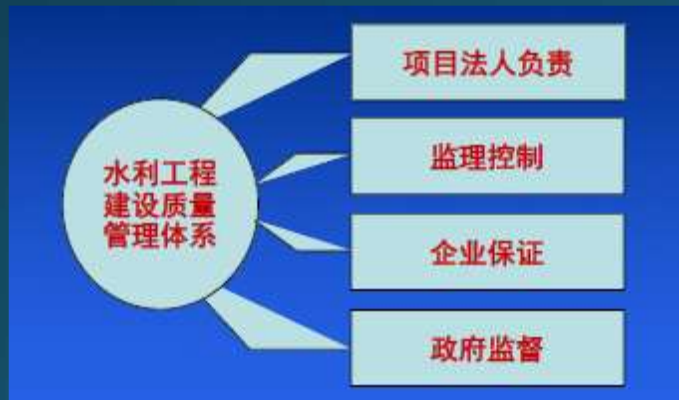 水利工程
建设质量
管理体系
项目法人负责
监理控制
企业保证
政府监督